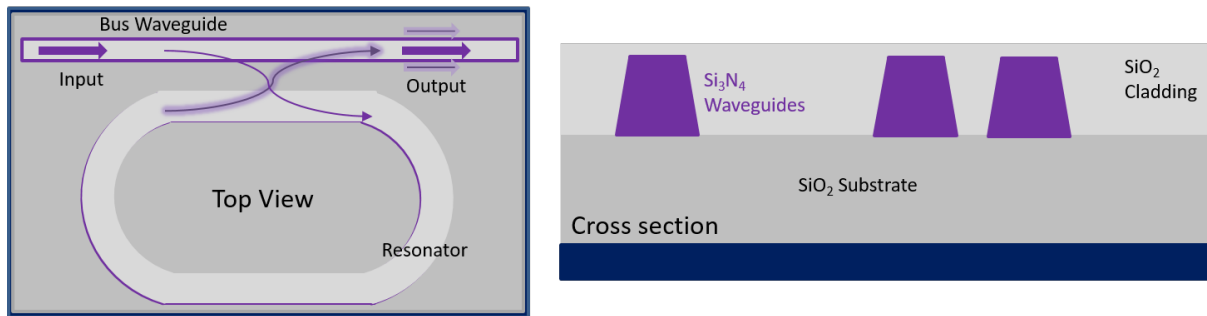 Bus Waveguide
Input
Output
Top View
Resonator
Si₃N₄
Waveguides
SiO₂
Cladding
SiO₂ Substrate
Cross section